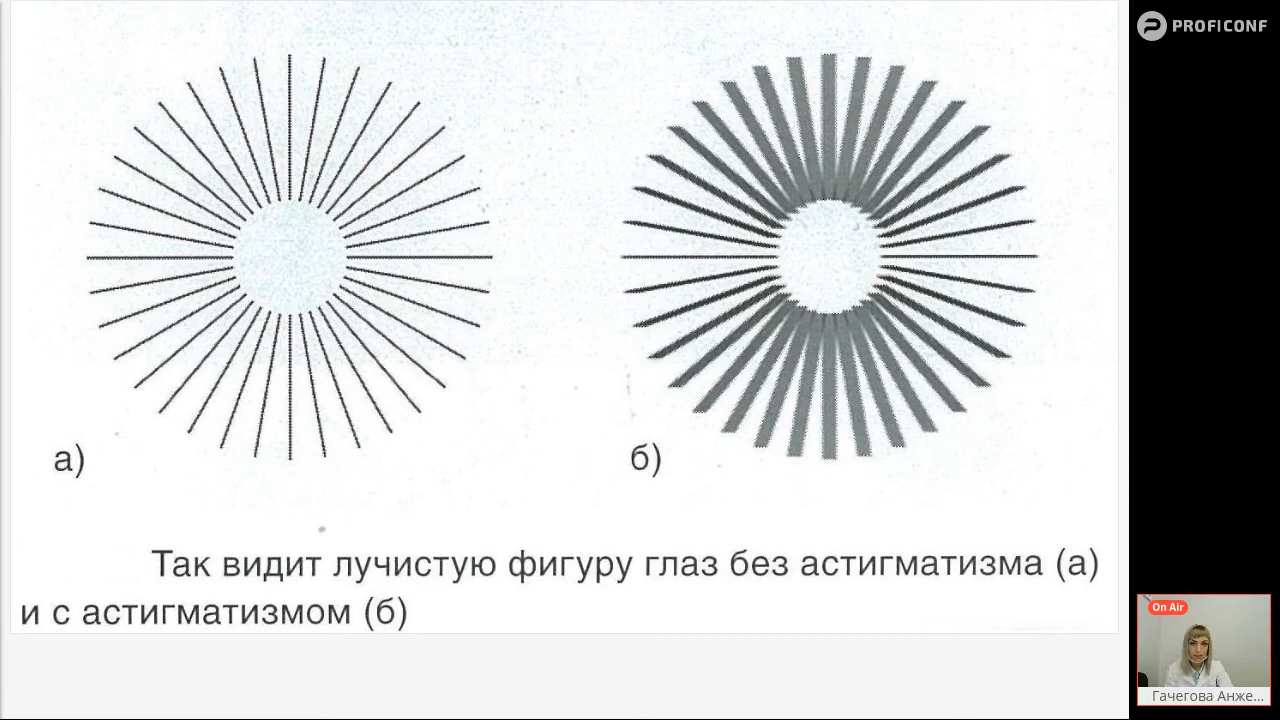 PROFICONF
а)
б)
Так видит лучистую фигуру глаз без астигматизма (а)
и с астигматизмом (б)
On Air
Гачегова Анже...